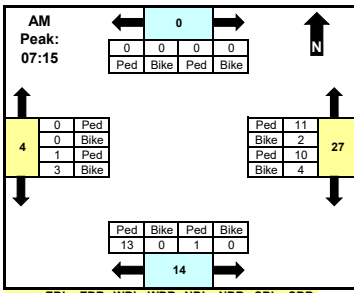 AM
Peak:
07:15
0
N
0 0 0 0
Ped Bike Ped Bike
4
0 Ped
0 Bike
1 Ped
3 Bike
Ped 11
Bike 2
Ped 10
Bike 4
27
Ped Bike Ped Bike
13 0 1 0
14